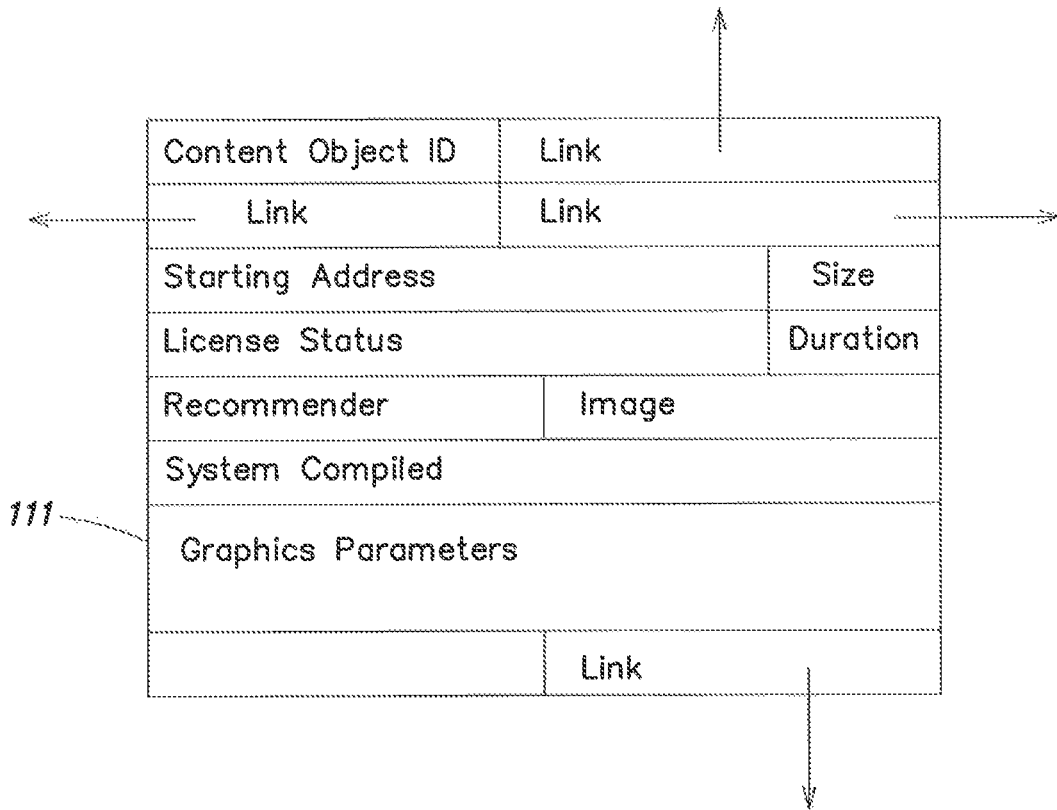 Content Object ID Link
Link Link
Starting Address Size
License Status Duration
Recommender Image
System Compiled
111
Graphics Parameters
Link